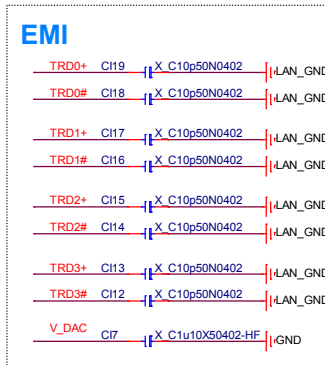 EMI
TRD0+ CI19 X_C10p50N0402 LAN_GND
TRD0# CI18 X_C10p50N0402 LAN_GND
TRD1+ CI17 X_C10p50N0402 LAN_GND
TRD1# CI16 X_C10p50N0402 LAN_GND
TRD2+ CI15 X_C10p50N0402 LAN_GND
TRD2# CI14 X_C10p50N0402 LAN_GND
TRD3+ CI13 X_C10p50N0402 LAN_GND
TRD3# CI12 X_C10p50N0402 LAN_GND
V_DAC CI7 X_C1u10X50402-HF GND